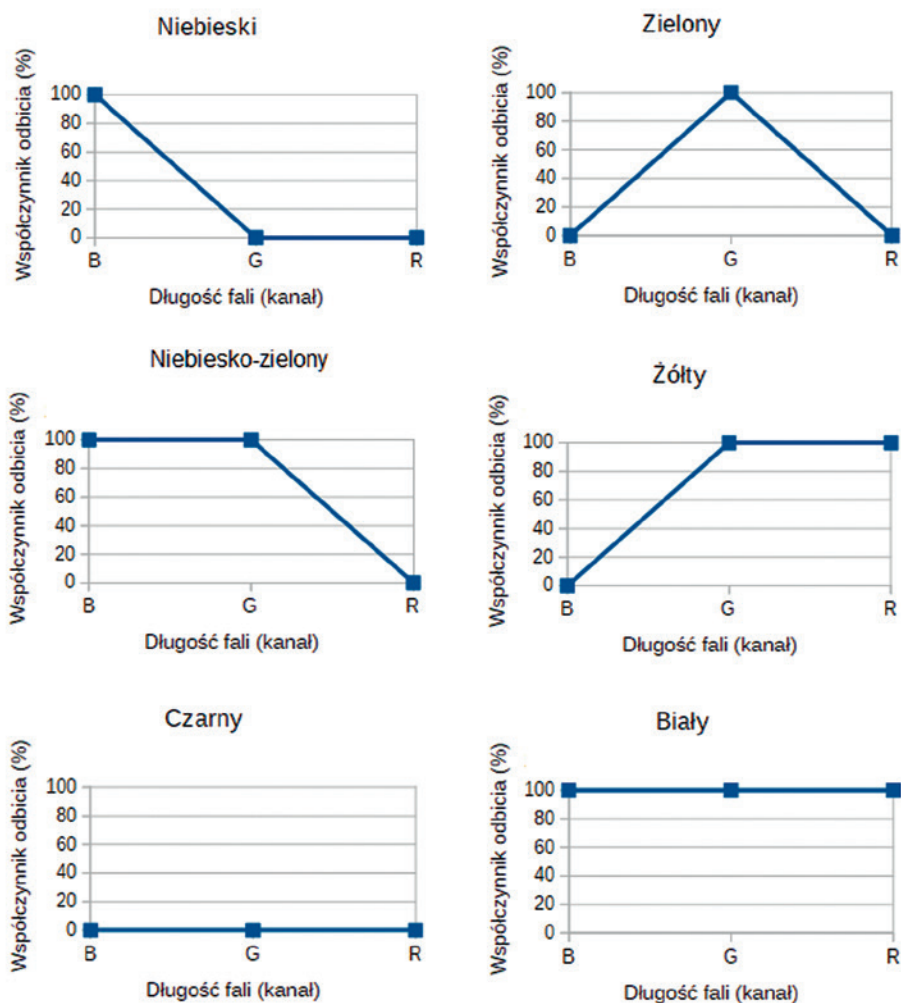 Niebieski
Współczynnik odbicia (%)
100
80
60
40
20
0
B G R
Długość fali (kanał)
Zielony
Współczynnik odbicia (%)
100
80
60
40
20
0
B G R
Długość fali (kanał)
Niebiesko-zielony
Współczynnik odbicia (%)
100
80
60
40
20
0
B G R
Długość fali (kanał)
Żółty
Współczynnik odbicia (%)
100
80
60
40
20
0
B G R
Długość fali (kanał)
Czarny
Współczynnik odbicia (%)
100
80
60
40
20
0
B G R
Długość fali (kanał)
Biały
Współczynnik odbicia (%)
100
80
60
40
20
0
B G R
Długość fali (kanał)